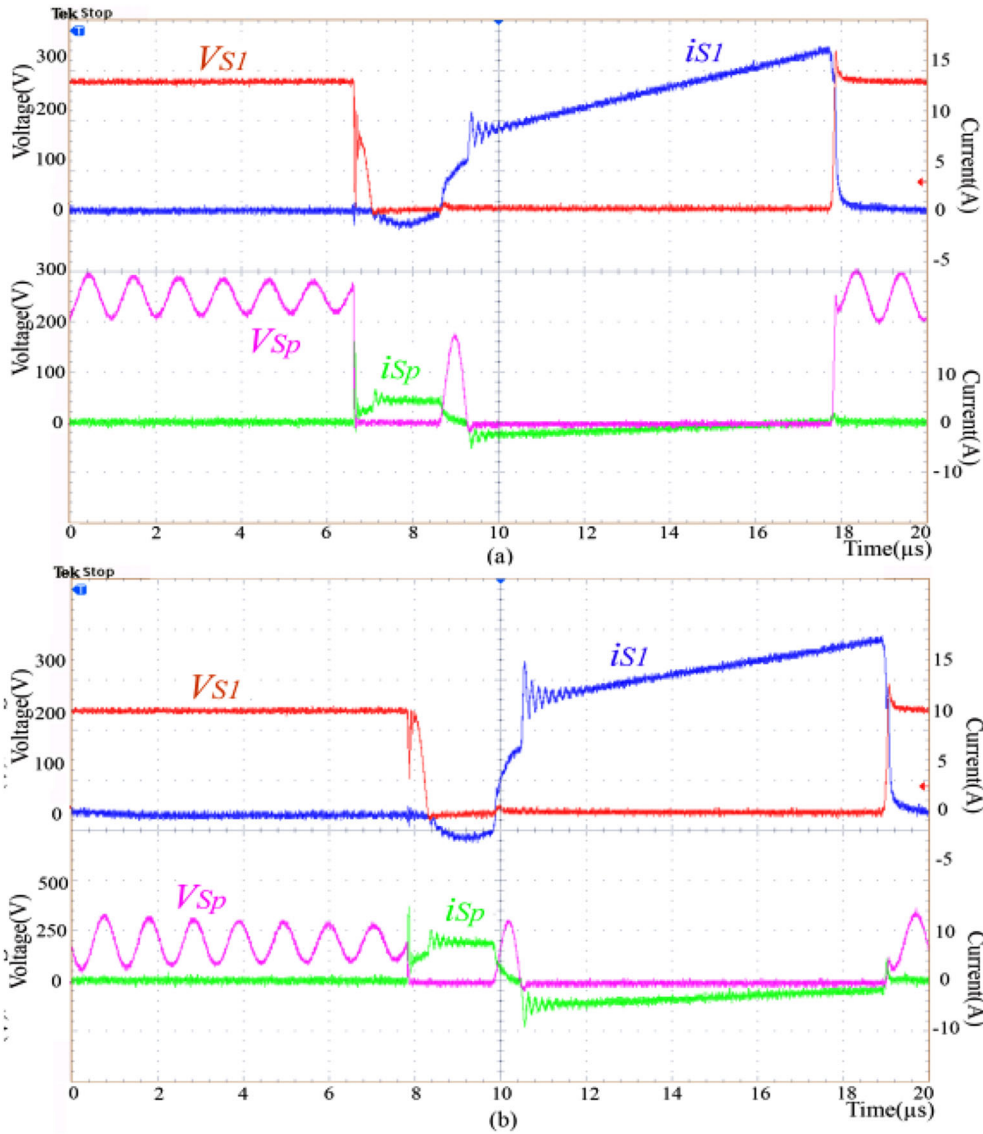 Tek Stop
T
300
200
100
0
Voltage(V)
VS1
iS1
15
10
5
0
-5
Current(A)
300
200
100
0
Voltage(V)
VSp
iSp
10
0
-10
Current(A)
0 2 4 6 8 10 12 14 16 18 20
Time(µs)
(a)
Tek Stop
T
300
200
100
0
Voltage(V)
VS1
iS1
15
10
5
0
-5
Current(A)
500
250
0
Voltage(V)
VSp
iSp
10
0
-10
Current(A)
0 2 4 6 8 10 12 14 16 18 20
Time(µs)
(b)